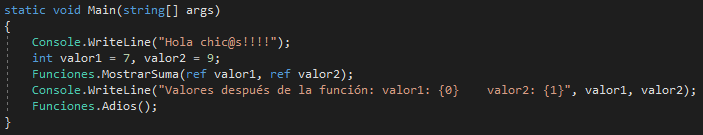 static void Main(string[] args)
{
    Console.WriteLine("Hola chic@s!!!!");
    int valor1 = 7, valor2 = 9;
    Funciones.MostrarSuma(ref valor1, ref valor2);
    Console.WriteLine("Valores después de la función: valor1: {0}    valor2: {1}", valor1, valor2);
    Funciones.Adios();
}